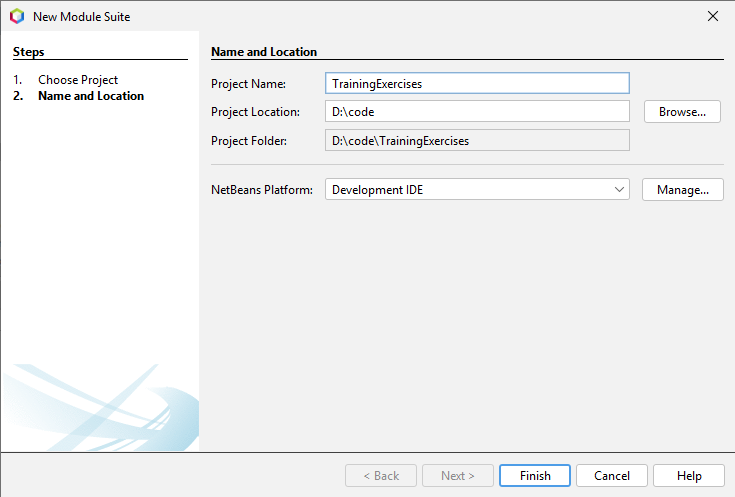 New Module Suite
Steps
1. Choose Project
2. Name and Location
Name and Location
Project Name: TrainingExercises
Project Location: D:\code Browse...
Project Folder: D:\code\TrainingExercises
NetBeans Platform: Development IDE Manage...
< Back Next > Finish Cancel Help